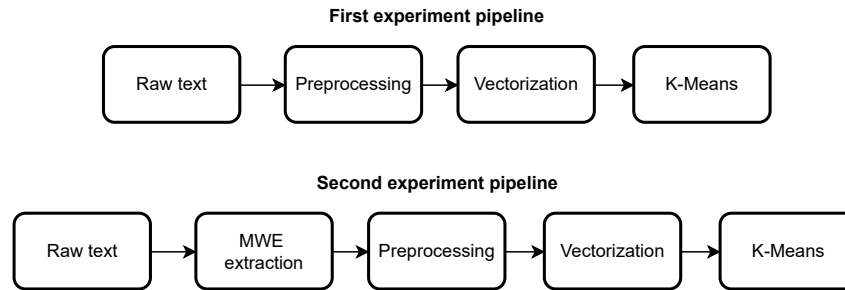 First experiment pipeline
Raw text
Preprocessing
Vectorization
K-Means
Second experiment pipeline
Raw text
MWE
extraction
Preprocessing
Vectorization
K-Means